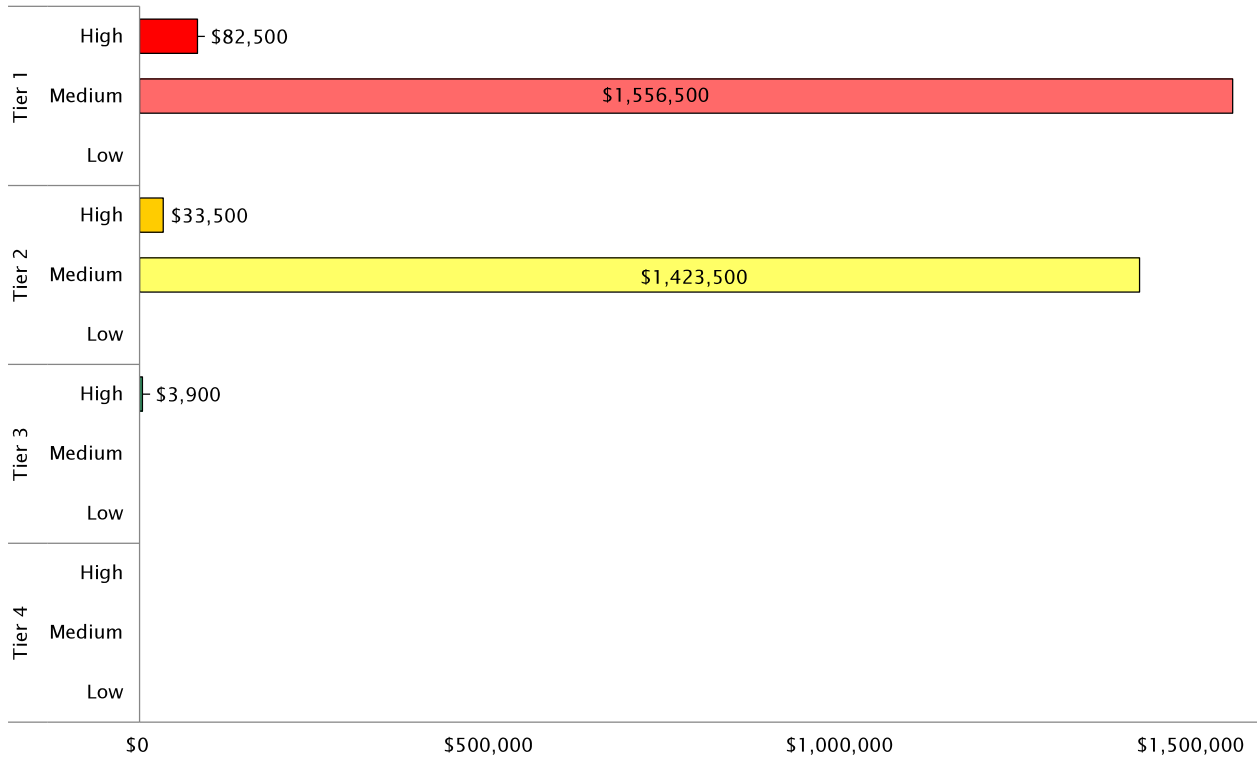 Tier 1
High
$82,500
Medium
$1,556,500
Low
Tier 2
High
$33,500
Medium
$1,423,500
Low
Tier 3
High
$3,900
Medium
Low
Tier 4
High
Medium
Low
$0 $500,000 $1,000,000 $1,500,000